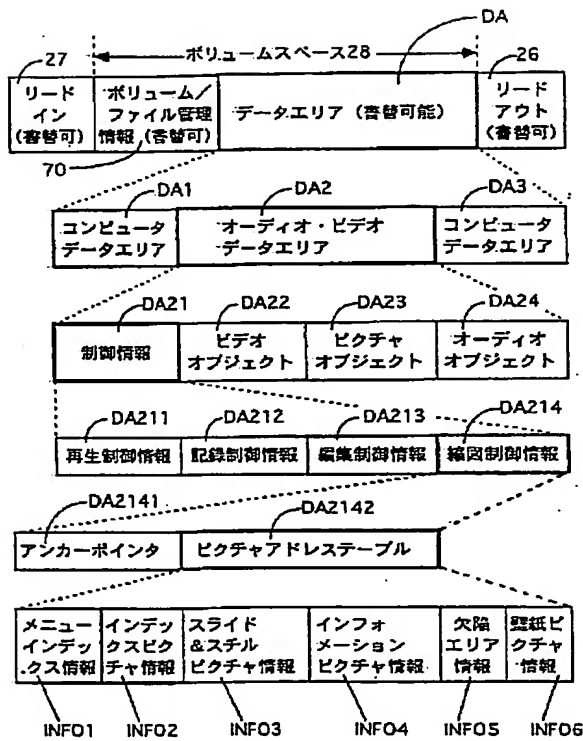 DA
27
ボリュームスペース28
26
リード
イン
(書替可)
ボリューム/
ファイル管理
情報(書替可)
データエリア(書替可能)
リード
アウト
(書替可)
70
DA1
DA2
DA3
コンピュータ
データエリア
オーディオ・ビデオ
データエリア
コンピュータ
データエリア
DA21
DA22
DA23
DA24
制御情報
ビデオ
オブジェクト
ピクチャ
オブジェクト
オーディオ
オブジェクト
DA211
DA212
DA213
DA214
再生制御情報
記録制御情報
編集制御情報
縮図制御情報
DA2141
DA2142
アンカーポインタ
ピクチャアドレステーブル
メニュー
インデッ
クス情報
インデッ
クスピク
チャ情報
スライド
&スチル
ピクチャ情報
インフォ
メーション
ピクチャ情報
欠陥
エリア
情報
壁紙ピク
チャ
情報
INFO1
INFO2
INFO3
INFO4
INFO5
INFO6